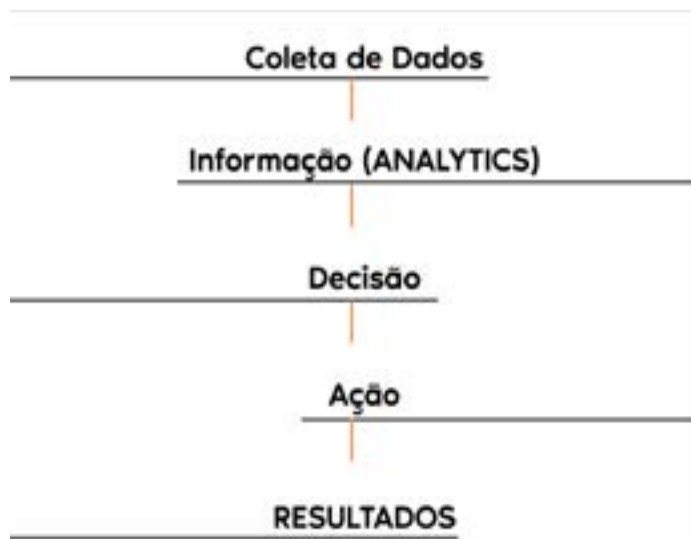 Coleta de Dados
Informação (ANALYTICS)
Decisão
Ação
RESULTADOS